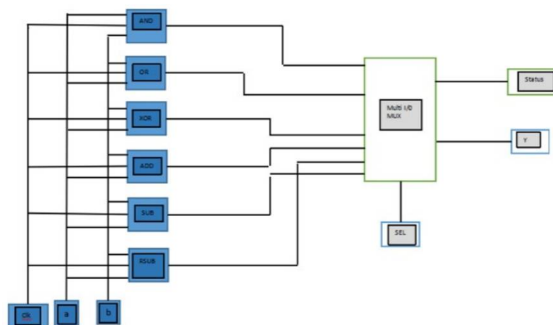 AND
OR
XOR
ADD
SUB
RSUB
Multi I/O
MUX
Status
Y
SEL
clk
a
b